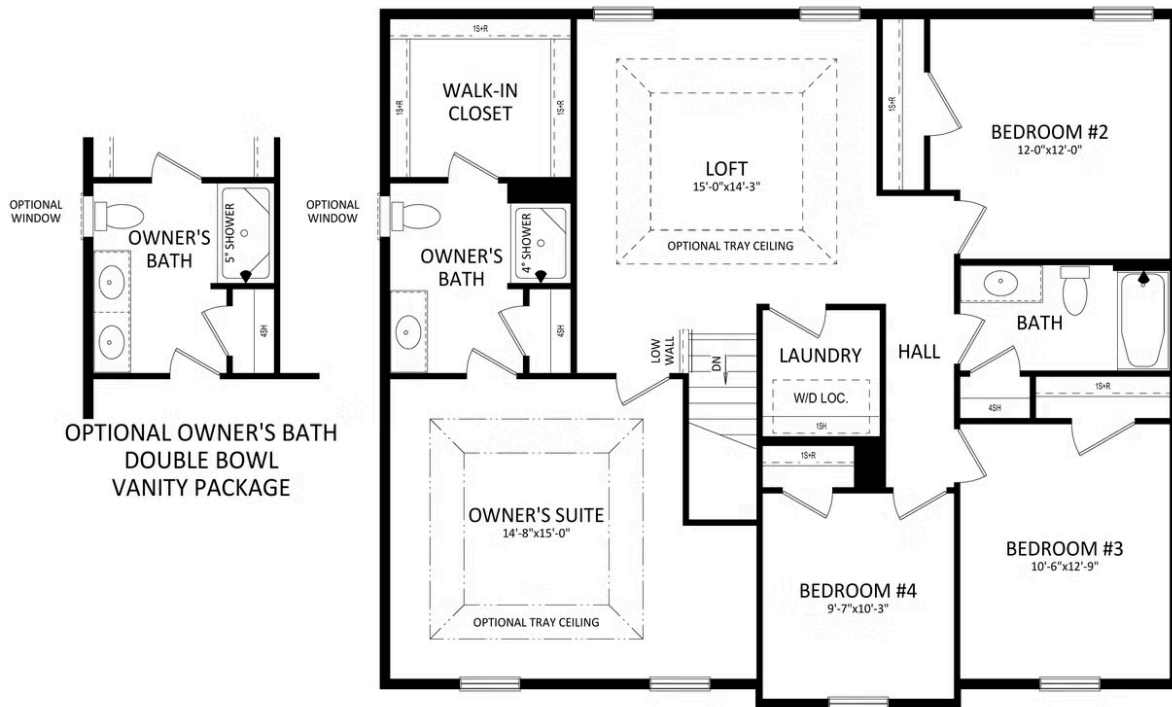 OPTIONAL
WINDOW
OWNER'S
BATH
5° SHOWER
4SH
OPTIONAL OWNER'S BATH
DOUBLE BOWL
VANITY PACKAGE
OPTIONAL
WINDOW
1S+R
1S+R
1S+R
WALK-IN
CLOSET
OWNER'S
BATH
4° SHOWER
4SH
LOFT
15'-0"x14'-3"
OPTIONAL TRAY CEILING
1S+R
BEDROOM #2
12-0"x12'-0"
LOW
WALL
DN
LAUNDRY
W/D LOC.
1SH
HALL
BATH
4SH
1S+R
1S+R
OWNER'S SUITE
14'-8"x15'-0"
OPTIONAL TRAY CEILING
BEDROOM #4
9'-7"x10'-3"
BEDROOM #3
10'-6"x12'-9"